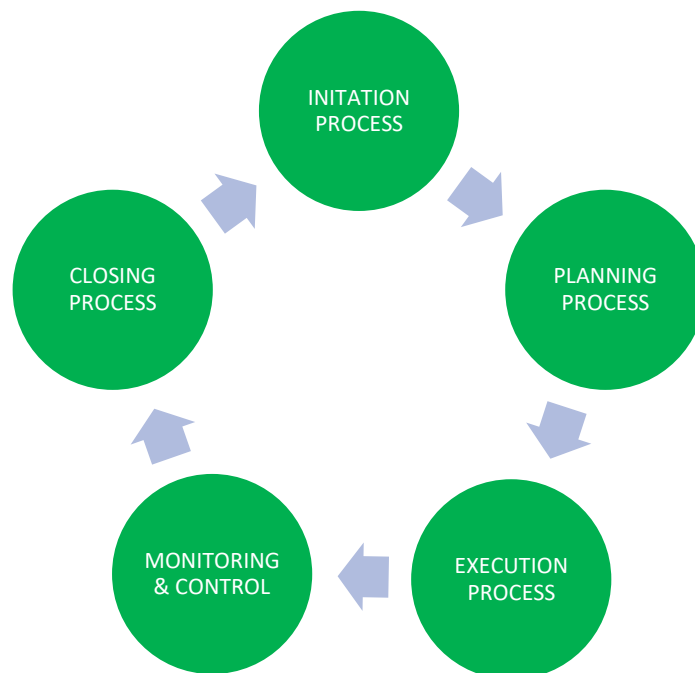 INITATION
PROCESS
PLANNING
PROCESS
EXECUTION
PROCESS
MONITORING
& CONTROL
CLOSING
PROCESS